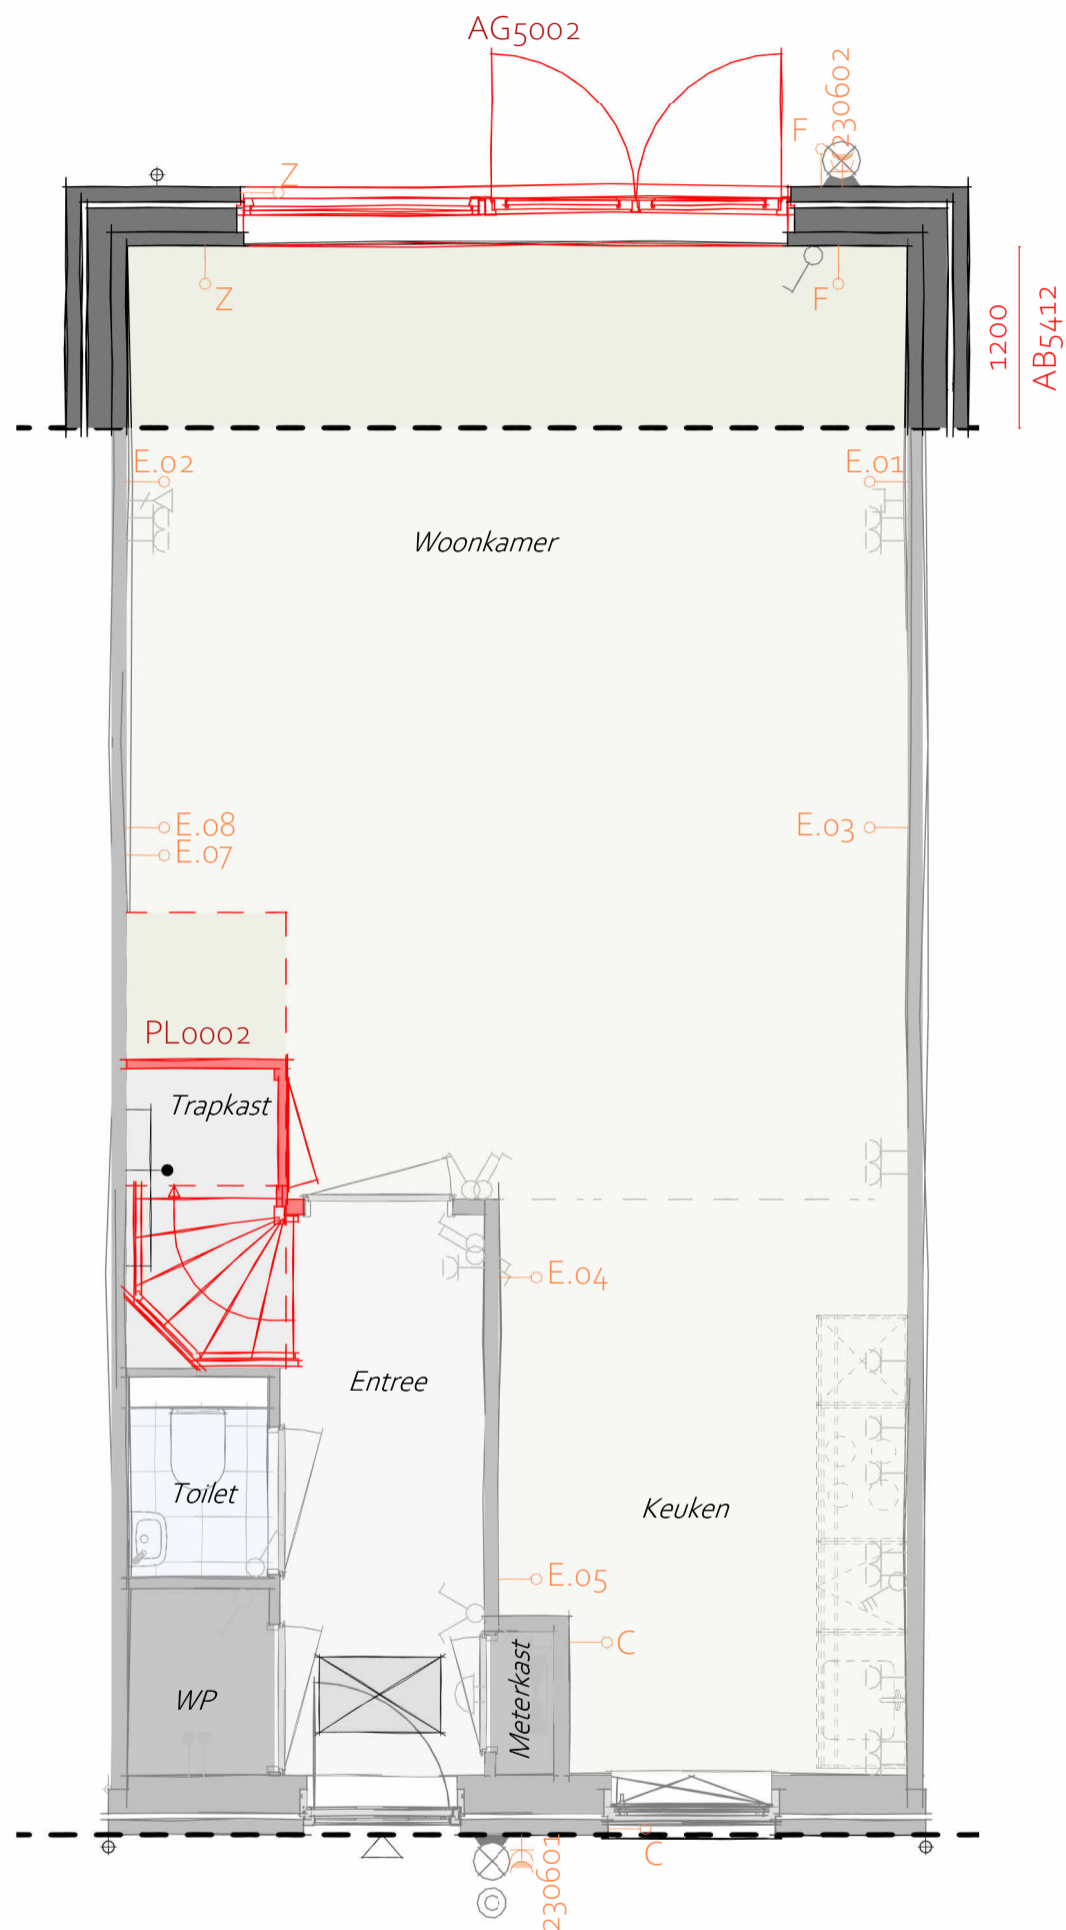 AG5002
F
230602
Z
Z
F
1200
AB5412
E.02
E.01
Woonkamer
E.08
E.03
E.07
PL0002
Trapkast
E.04
Entree
Toilet
Keuken
E.05
C
Meterkast
WP
C
230601
C